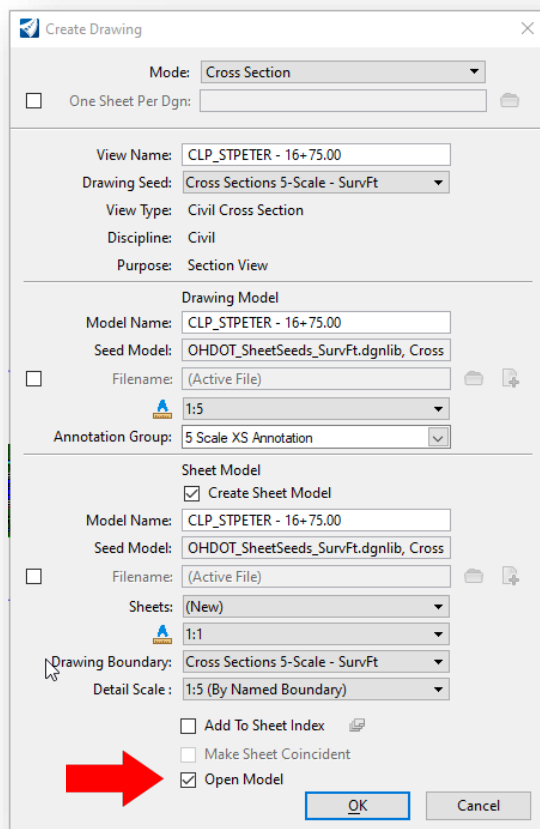 Create Drawing
Mode: Cross Section
One Sheet Per Dgn:
View Name: CLP_STPETER - 16+75.00
Drawing Seed: Cross Sections 5-Scale - SurvFt
View Type: Civil Cross Section
Discipline: Civil
Purpose: Section View
Drawing Model
Model Name: CLP_STPETER - 16+75.00
Seed Model: OHDOT_SheetSeeds_SurvFt.dgnlib, Cross
Filename: (Active File)
A 1:5
Annotation Group: 5 Scale XS Annotation
Sheet Model
Create Sheet Model
Model Name: CLP_STPETER - 16+75.00
Seed Model: OHDOT_SheetSeeds_SurvFt.dgnlib, Cross
Filename: (Active File)
Sheets: (New)
A 1:1
Drawing Boundary: Cross Sections 5-Scale - SurvFt
Detail Scale : 1:5 (By Named Boundary)
Add To Sheet Index
Make Sheet Coincident
Open Model
OK Cancel